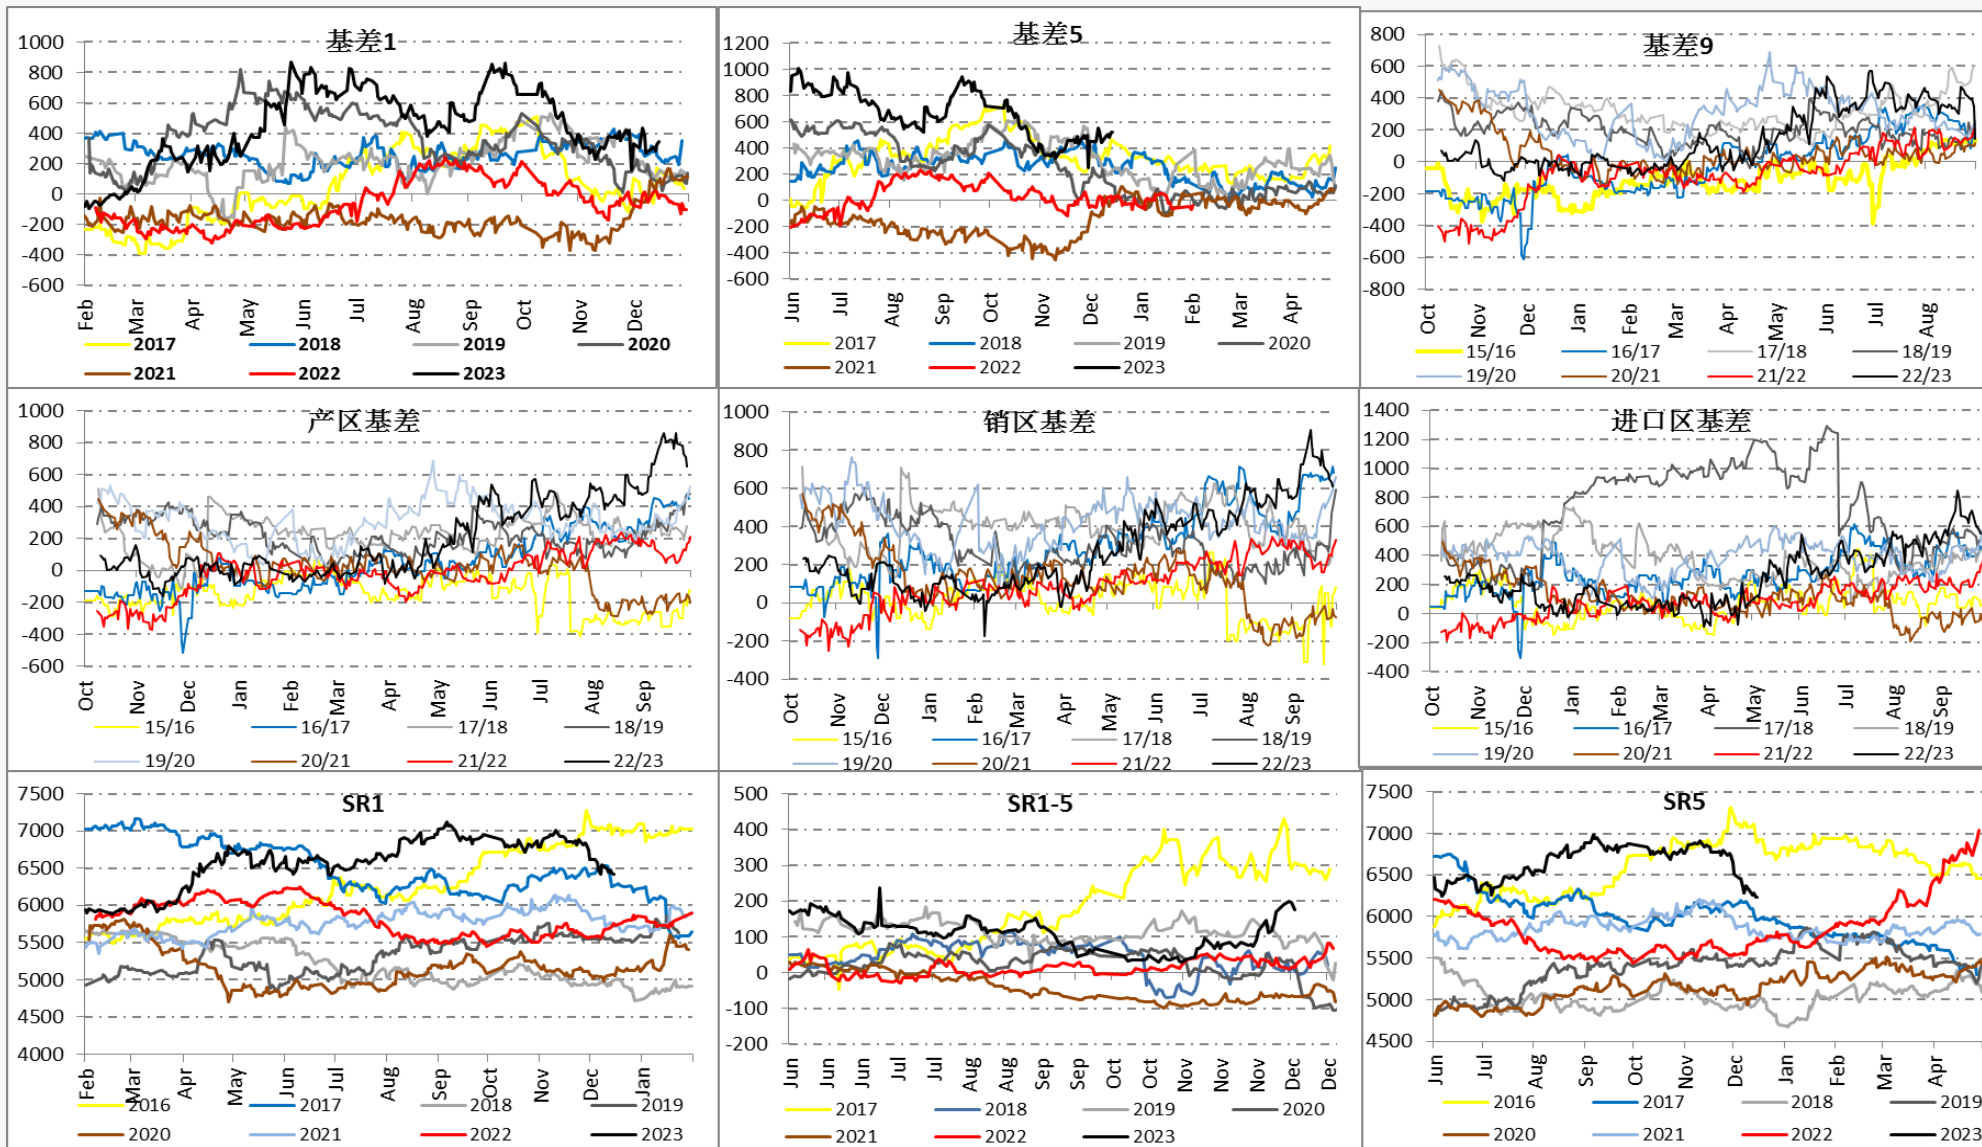 基差1
1000
800
600
400
200
0
-200
-400
-600
Feb Mar Apr May Jun Jul Aug Sep Oct Nov Dec
2017 2018 2019 2020
2021 2022 2023
基差5
1200
1000
800
600
400
200
0
-200
-400
-600
Jun Jul Aug Sep Oct Nov Dec Jan Feb Mar Apr
2017 2018 2019 2020
2021 2022 2023
基差9
800
600
400
200
0
-200
-400
-600
-800
Oct Nov Dec Jan Feb Mar Apr May Jun Jul Aug
15/16 16/17 17/18 18/19
19/20 20/21 21/22 22/23
产区基差
1000
800
600
400
200
0
-200
-400
-600
Oct Nov Dec Jan Feb Mar Apr May Jun Jul Aug Sep
15/16 16/17 17/18 18/19
19/20 20/21 21/22 22/23
销区基差
1000
800
600
400
200
0
-200
-400
Oct Nov Dec Jan Feb Mar Apr May Jun Jul Aug Sep
15/16 16/17 17/18 18/19
19/20 20/21 21/22 22/23
进口区基差
1400
1200
1000
800
600
400
200
0
-200
-400
Oct Nov Dec Jan Feb Mar Apr May Jun Jul Aug Sep
15/16 16/17 17/18 18/19
19/20 20/21 21/22 22/23
SR1
7500
7000
6500
6000
5500
5000
4500
4000
Feb Mar Apr May Jun Jul Aug Sep Oct Nov Dec Jan
2016 2017 2018 2019
2020 2021 2022 2023
SR1-5
500
400
300
200
100
0
-100
-200
Jun Jun Jun Jul Jul Aug Aug Sep Sep Oct Oct Nov Nov Dec Dec
2017 2018 2019 2020
2021 2022 2023
SR5
7500
7000
6500
6000
5500
5000
4500
Jun Jul Aug Sep Oct Nov Dec Jan Feb Mar Apr
2016 2017 2018 2019
2020 2021 2022 2023